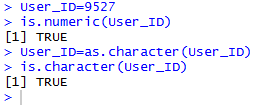 > User_ID=9527
> is.numeric(User_ID)
[1] TRUE
> User_ID=as.character(User_ID)
> is.character(User_ID)
[1] TRUE
>